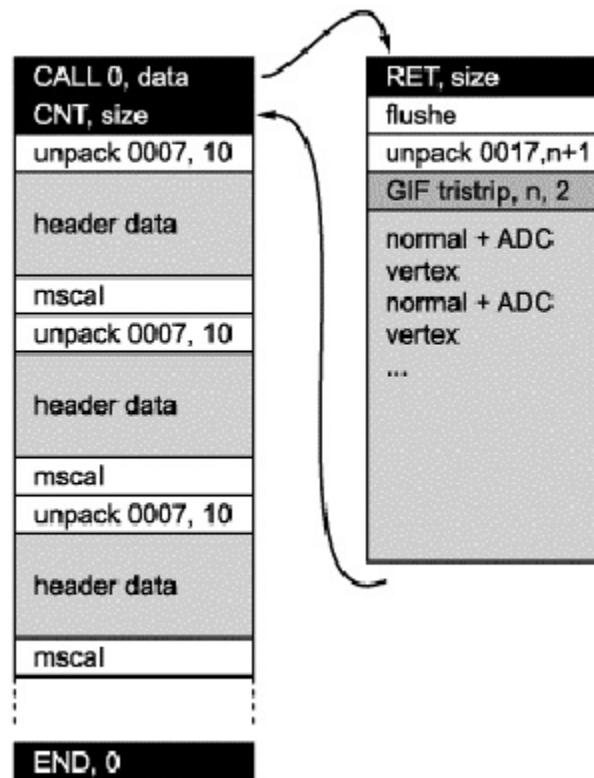 CALL 0, data
CNT, size
unpack 0007, 10
header data
mscal
unpack 0007, 10
header data
mscal
unpack 0007, 10
header data
mscal
END, 0
RET, size
flushe
unpack 0017,n+1
GIF tristrip, n, 2
normal + ADC
vertex
normal + ADC
vertex
...